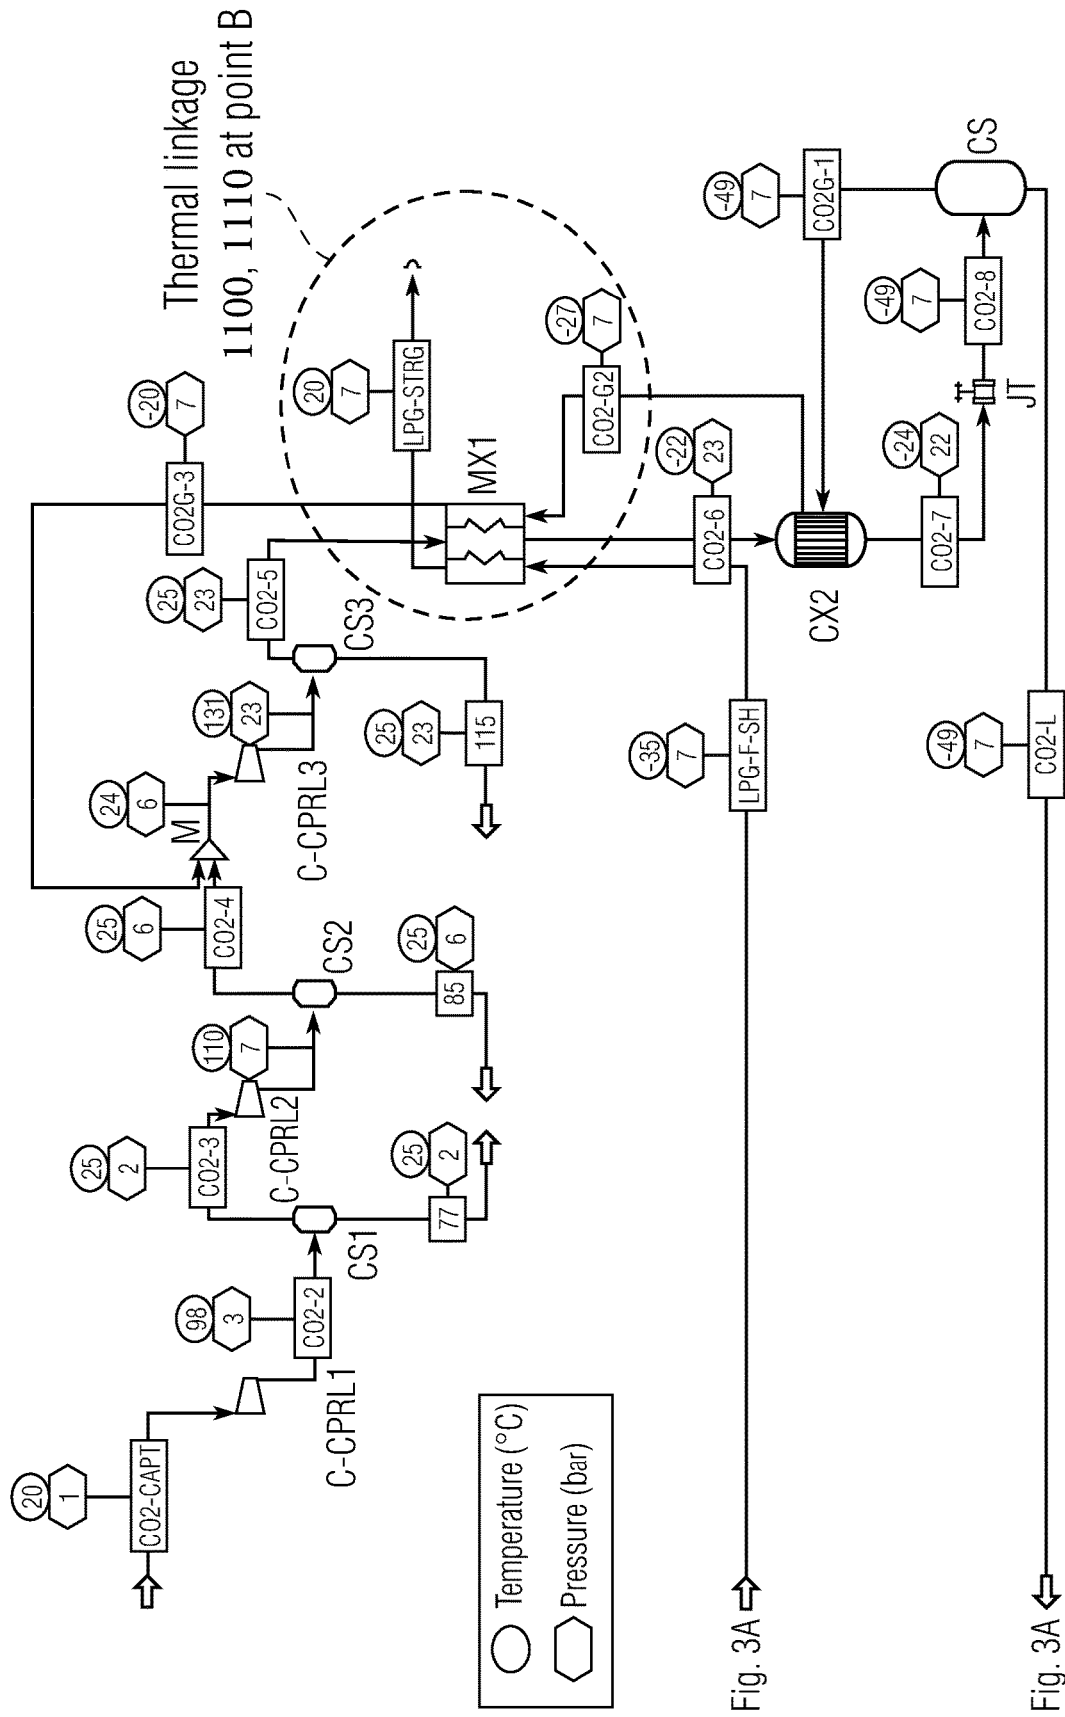 Thermal linkage
1100, 1110 at point B
20
1
CO2-CAPT
C-CPRL1
98
3
CO2-2
CS1
25
2
77
25
2
CO2-3
C-CPRL2
110
7
CS2
25
6
85
25
6
CO2-4
M
24
6
C-CPRL3
131
23
CS3
25
23
115
25
23
CO2-5
-20
7
CO2G-3
MX1
20
7
LPG-STRG
-27
7
CO2-G2
-22
23
CO2-6
-35
7
LPG-F-SH
CX2
-24
22
CO2-7
JT
-49
7
CO2-8
CS
-49
7
CO2G-1
-49
7
CO2-L
Temperature (°C)
Pressure (bar)
Fig. 3A
Fig. 3A